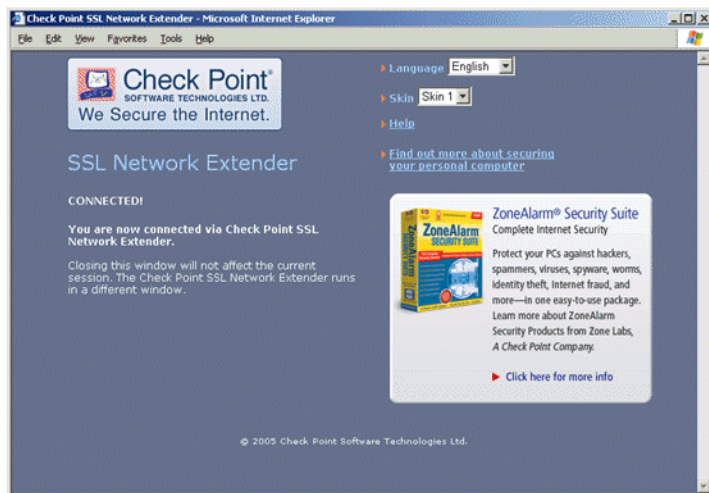 Check Point SSL Network Extender - Microsoft Internet Explorer
File Edit View Favorites Tools Help
Check Point®
SOFTWARE TECHNOLOGIES LTD.
We Secure the Internet.
Language English
Skin Skin 1
Help
Find out more about securing
your personal computer
SSL Network Extender
CONNECTED!
You are now connected via Check Point SSL
Network Extender.
Closing this window will not affect the current
session. The Check Point SSL Network Extender runs
in a different window.
ZoneAlarm
SECURITY SUITE
ZoneAlarm
ZoneAlarm® Security Suite
Complete Internet Security
Protect your PCs against hackers,
spammers, viruses, spyware, worms,
identity theft, Internet fraud, and
more—in one easy-to-use package.
Learn more about ZoneAlarm
Security Products from Zone Labs,
A Check Point Company.
Click here for more info
© 2005 Check Point Software Technologies Ltd.